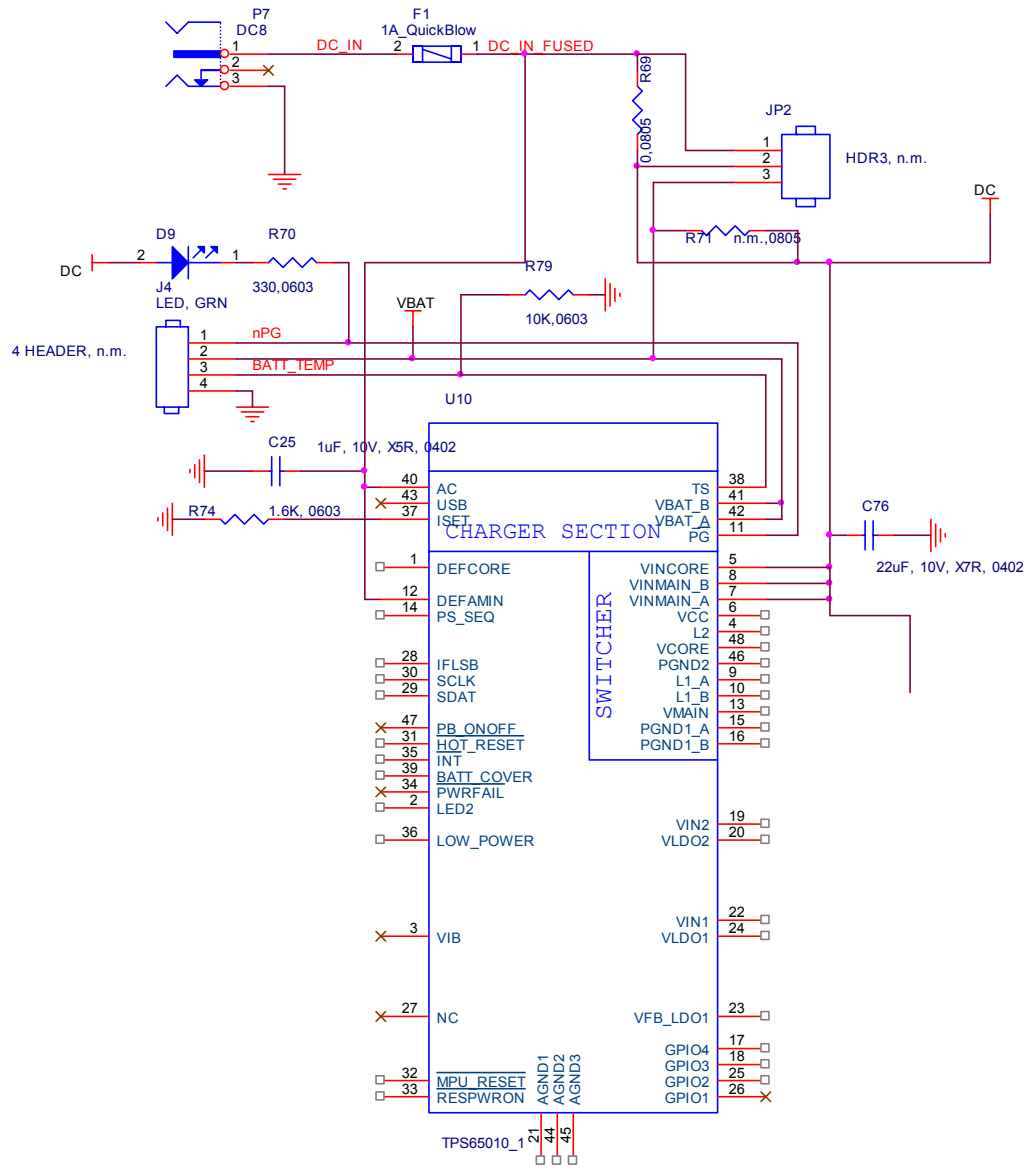 P7
DC8
F1
1A_QuickBlow
1
DC_IN
2
1
DC_IN_FUSED
2
3
R69
0,0805
JP2
1
2
3
HDR3, n.m.
DC
R71
n.m.,0805
D9
R70
DC
2
1
330,0603
J4
LED, GRN
R79
10K,0603
VBAT
4 HEADER, n.m.
1
nPG
2
3
BATT_TEMP
4
U10
C25
1uF, 10V, X5R, 0402
R74
1.6K, 0603
C76
22uF, 10V, X7R, 0402
CHARGER SECTION
SWITCHER
40 AC
43 USB
37 ISET
1 DEFCORE
12 DEFAMIN
14 PS_SEQ
28 IFLSB
30 SCLK
29 SDAT
47 PB_ONOFF
31 HOT_RESET
35 INT
39 BATT_COVER
34 PWRFAIL
2 LED2
36 LOW_POWER
3 VIB
27 NC
32 MPU_RESET
33 RESPWRON
TS 38
VBAT_B 41
VBAT_A 42
PG 11
VINCORE 5
VINMAIN_B 8
VINMAIN_A 7
VCC 6
L2 4
VCORE 48
PGND2 46
L1_A 9
L1_B 10
VMAIN 13
PGND1_A 15
PGND1_B 16
VIN2 19
VLDO2 20
VIN1 22
VLDO1 24
VFB_LDO1 23
GPIO4 17
GPIO3 18
GPIO2 25
GPIO1 26
AGND1 21
AGND2 44
AGND3 45
TPS65010_1